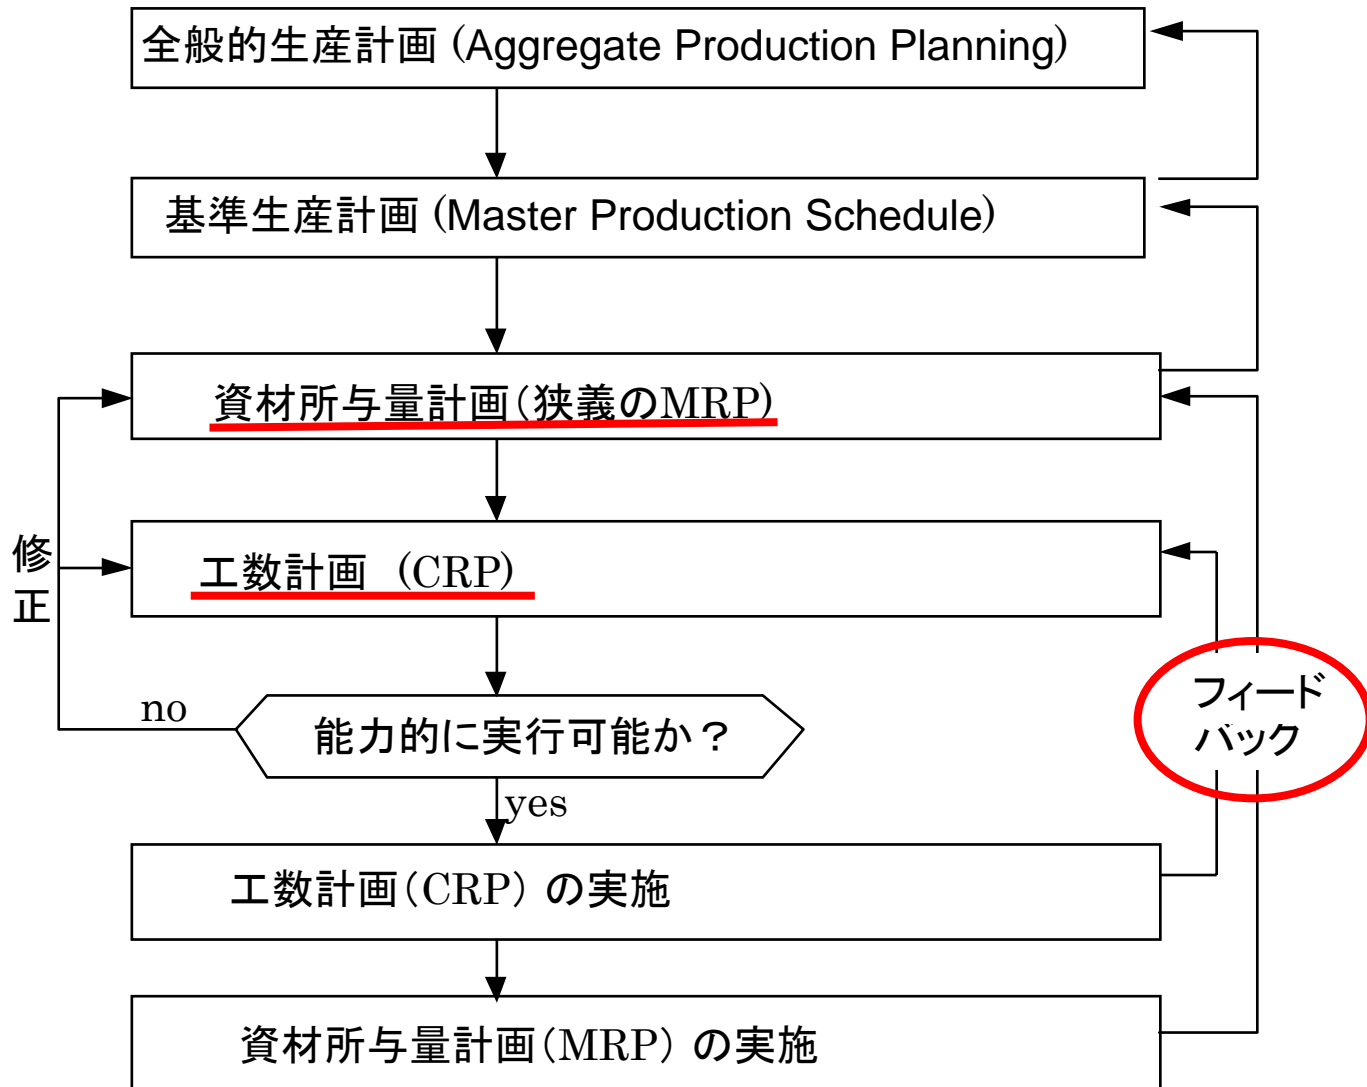 全般的生産計画 (Aggregate Production Planning)
基準生産計画 (Master Production Schedule)
資材所与量計画(狭義のMRP)
工数計画 (CRP)
修
正
no
能力的に実行可能か？
フィード
バック
yes
工数計画(CRP) の実施
資材所与量計画(MRP) の実施